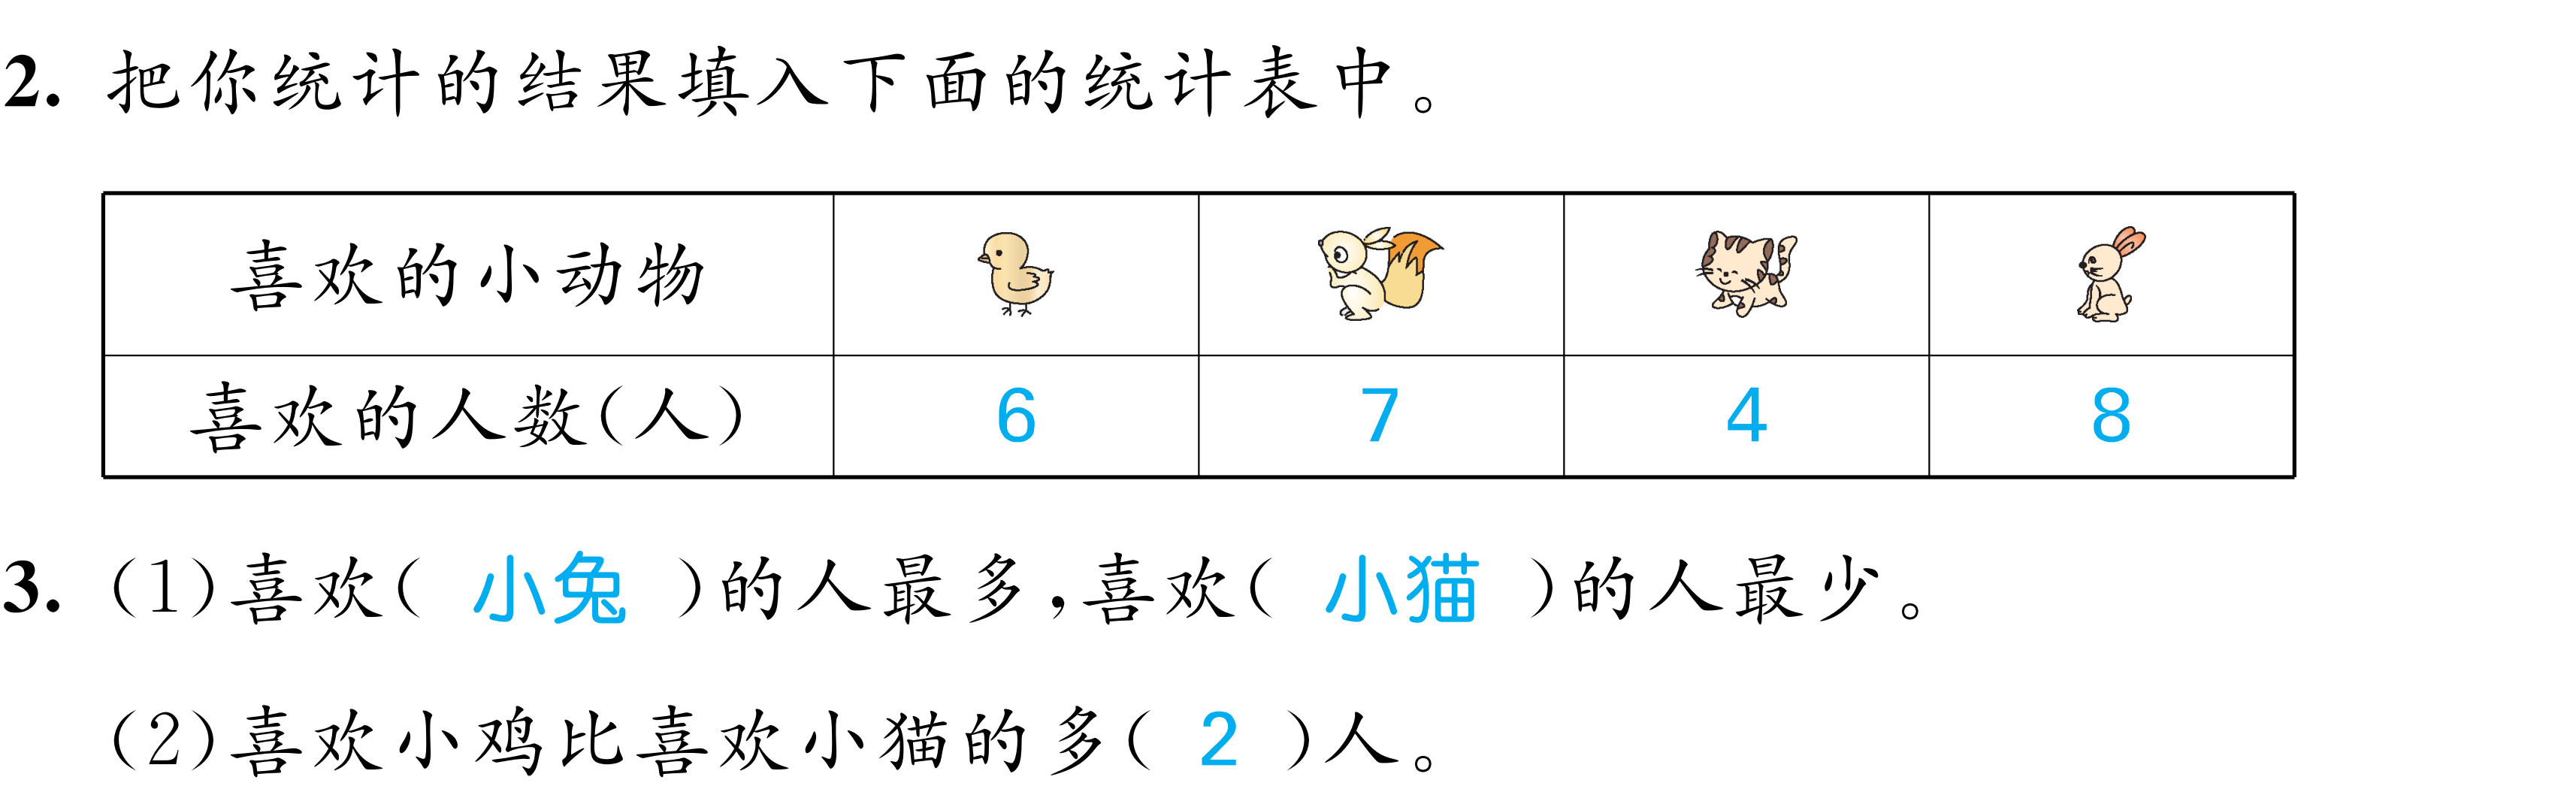 2. 把你统计的结果填入下面的统计表中。
喜欢的小动物
喜欢的人数(人) 6 7 4 8
3. (1)喜欢( 小兔 )的人最多,喜欢( 小猫 )的人最少。
(2)喜欢小鸡比喜欢小猫的多( 2 )人。